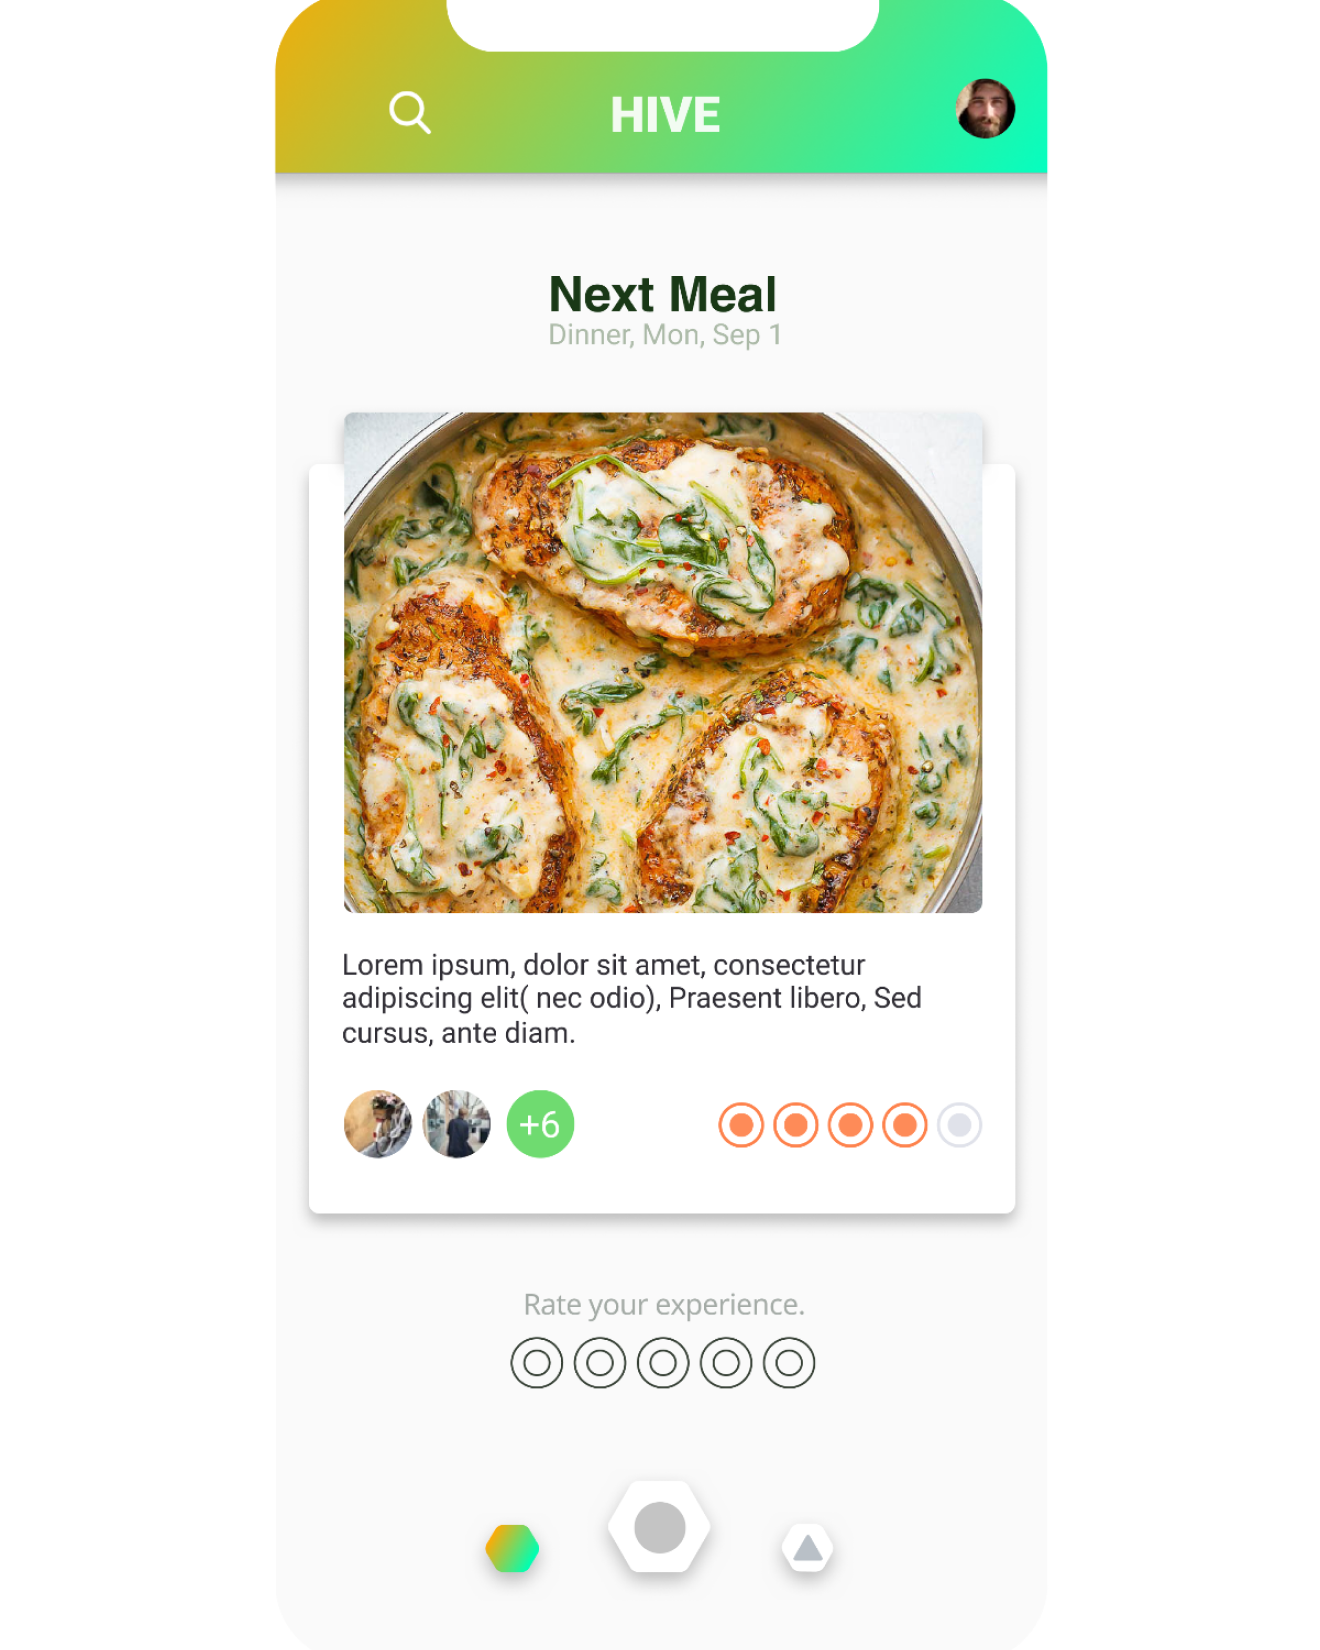 HIVE
Next Meal
Dinner, Mon, Sep 1
Lorem ipsum, dolor sit amet, consectetur
adipiscing elit( nec odio), Praesent libero, Sed
cursus, ante diam.
+6
Rate your experience.